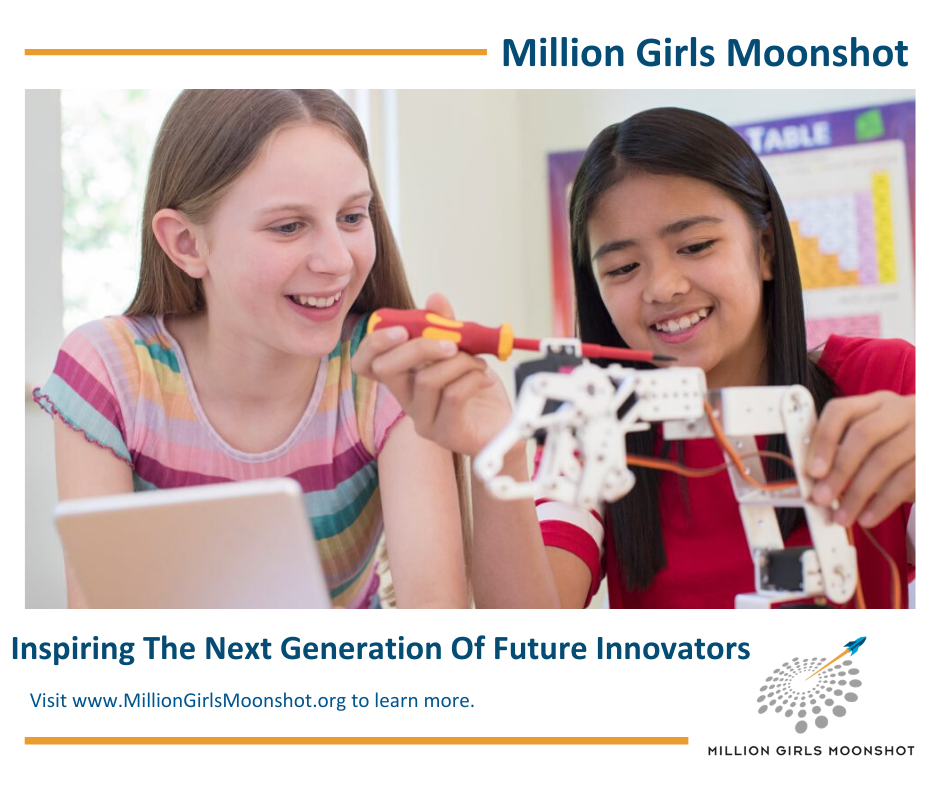 Million Girls Moonshot
TABLE
Inspiring The Next Generation Of Future Innovators
Visit www.MillionGirlsMoonshot.org to learn more.
MILLION GIRLS MOONSHOT